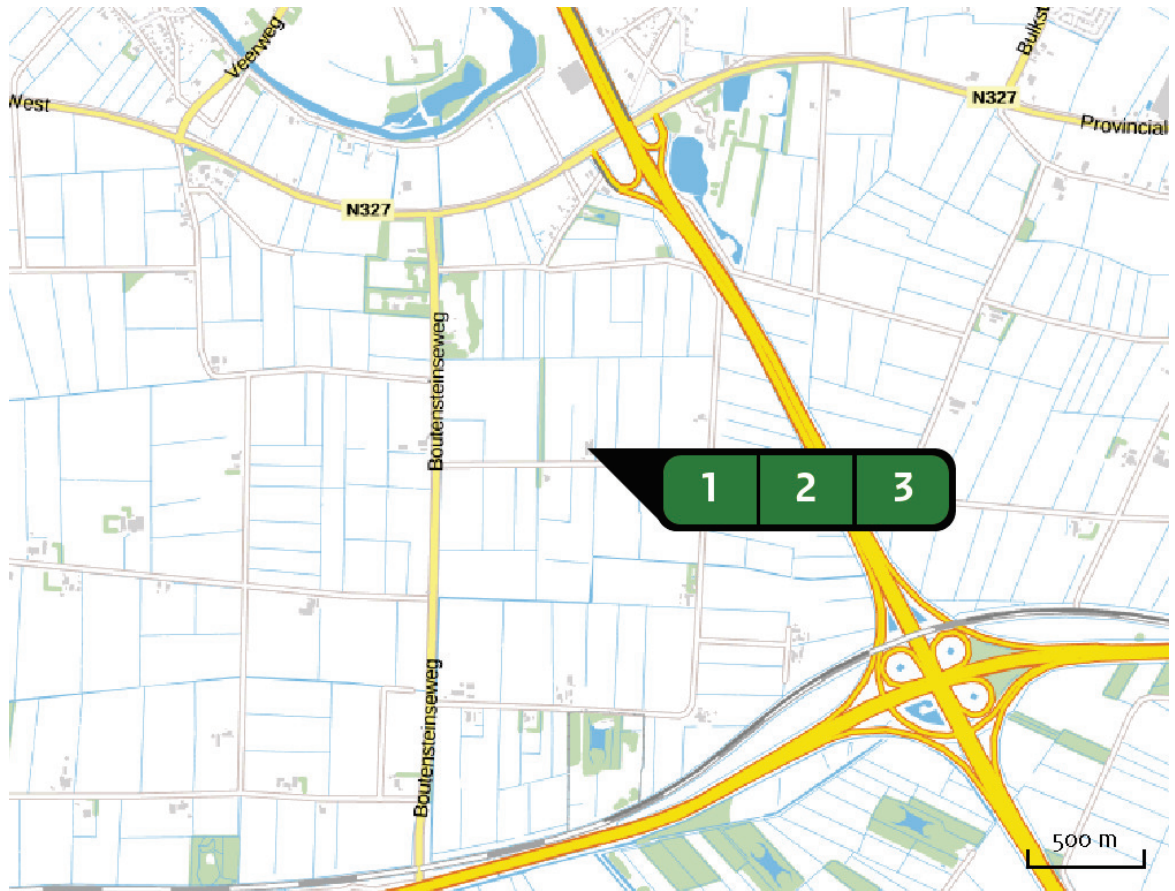 Bulkst
Veerweg
West
N327
Provincial
N327
Boutensteinseweg
1 2 3
Boutensteinseweg
500 m